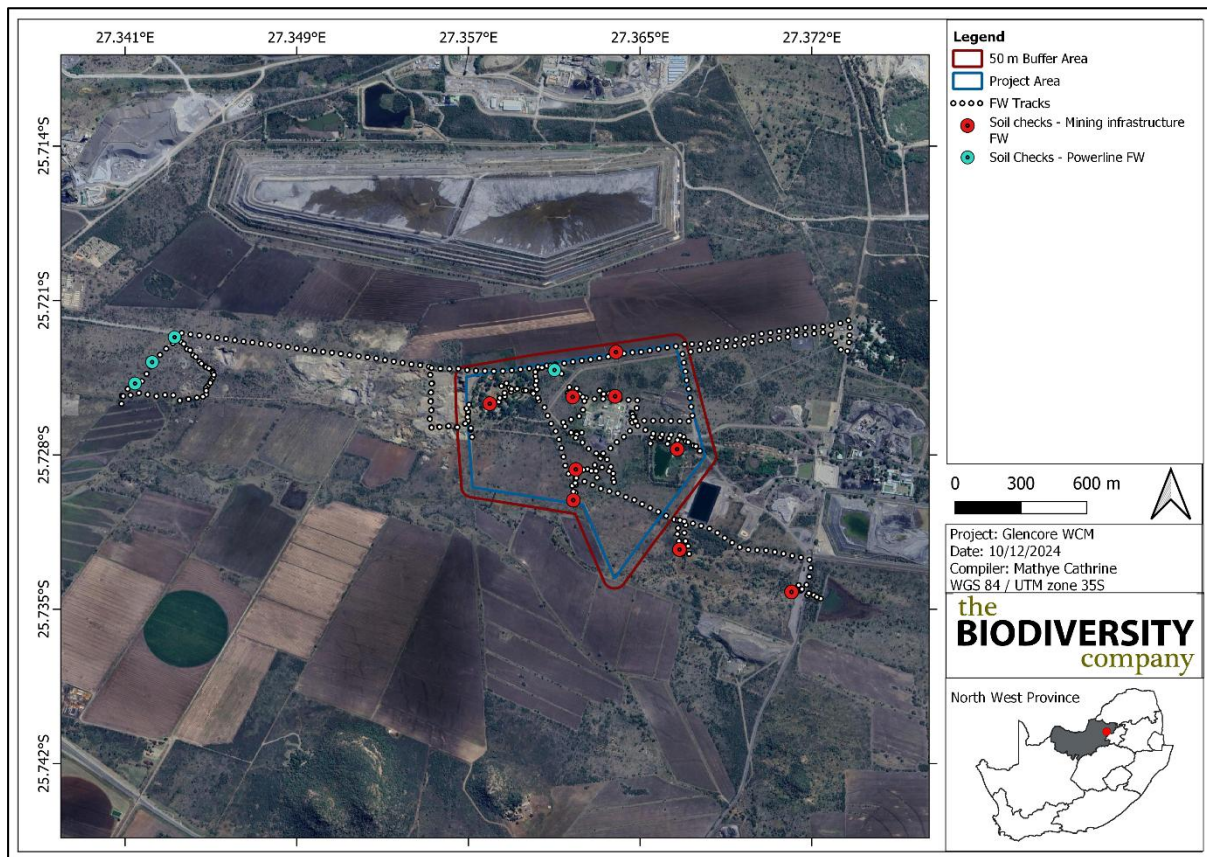 27.341°E
27.349°E
27.357°E
27.365°E
27.372°E
25.714°S
25.721°S
25.728°S
25.735°S
25.742°S
Legend
50 m Buffer Area
Project Area
FW Tracks
Soil checks - Mining infrastructure
FW
Soil Checks - Powerline FW
0 300 600 m
Project: Glencore WCM
Date: 10/12/2024
Compiler: Mathye Cathrine
WGS 84 / UTM zone 35S
the
BIODIVERSITY
company
North West Province